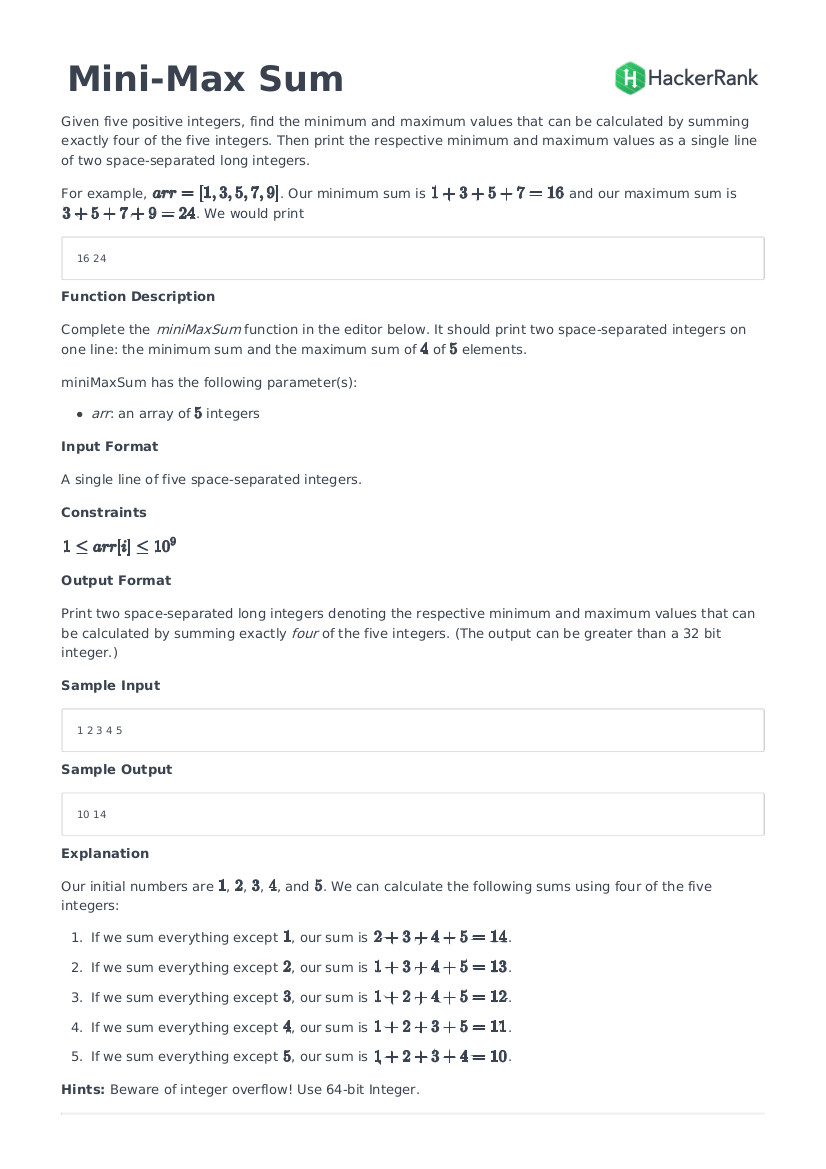 Mini-Max Sum
HackerRank
Given five positive integers, find the minimum and maximum values that can be calculated by summing
exactly four of the five integers. Then print the respective minimum and maximum values as a single line
of two space-separated long integers.
For example, arr = [1, 3, 5, 7, 9]. Our minimum sum is 1 + 3 + 5 + 7 = 16 and our maximum sum is
3 + 5 + 7 + 9 = 24. We would print
16 24
Function Description
Complete the miniMaxSum function in the editor below. It should print two space-separated integers on
one line: the minimum sum and the maximum sum of 4 of 5 elements.
miniMaxSum has the following parameter(s):
• arr: an array of 5 integers
Input Format
A single line of five space-separated integers.
Constraints
1 ≤ arr[i] ≤ 10⁹
Output Format
Print two space-separated long integers denoting the respective minimum and maximum values that can
be calculated by summing exactly four of the five integers. (The output can be greater than a 32 bit
integer.)
Sample Input
1 2 3 4 5
Sample Output
10 14
Explanation
Our initial numbers are 1, 2, 3, 4, and 5. We can calculate the following sums using four of the five
integers:
1. If we sum everything except 1, our sum is 2 + 3 + 4 + 5 = 14.
2. If we sum everything except 2, our sum is 1 + 3 + 4 + 5 = 13.
3. If we sum everything except 3, our sum is 1 + 2 + 4 + 5 = 12.
4. If we sum everything except 4, our sum is 1 + 2 + 3 + 5 = 11.
5. If we sum everything except 5, our sum is 1 + 2 + 3 + 4 = 10.
Hints: Beware of integer overflow! Use 64-bit Integer.